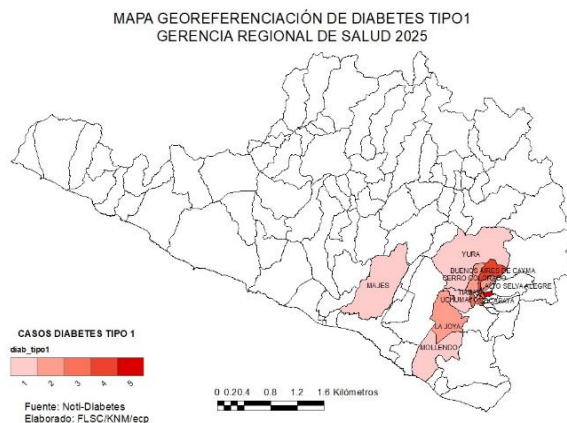 MAPA GEOREFERENCIACIÓN DE DIABETES TIPO1
GERENCIA REGIONAL DE SALUD 2025
YURA
BUENOS AIRES DE CAYMA
CERRO COLORADO
ALTO SELVA ALEGRE
MAJES
LA JOYA
MOLLENDO
CASOS DIABETES TIPO 1
diab_tipo1
1 2 3 4 5
0 0.20.4 0.8 1.2 1.6 Kilómetros
Fuente: Noti-Diabetes
Elaborado: FLSC/KNM/ecp